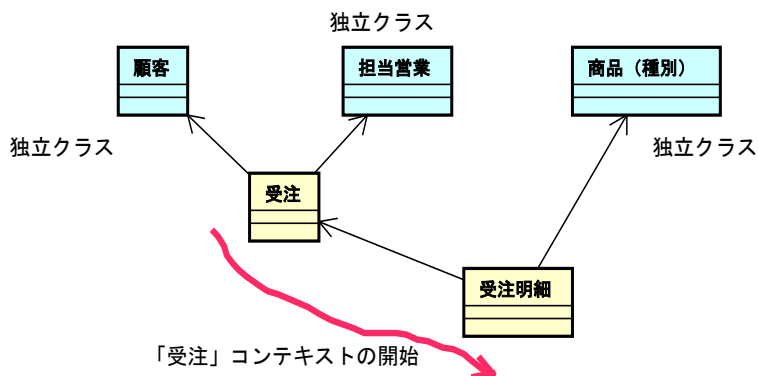 独立クラス
顧客
担当営業
商品（種別）
独立クラス
独立クラス
受注
受注明細
「受注」コンテキストの開始